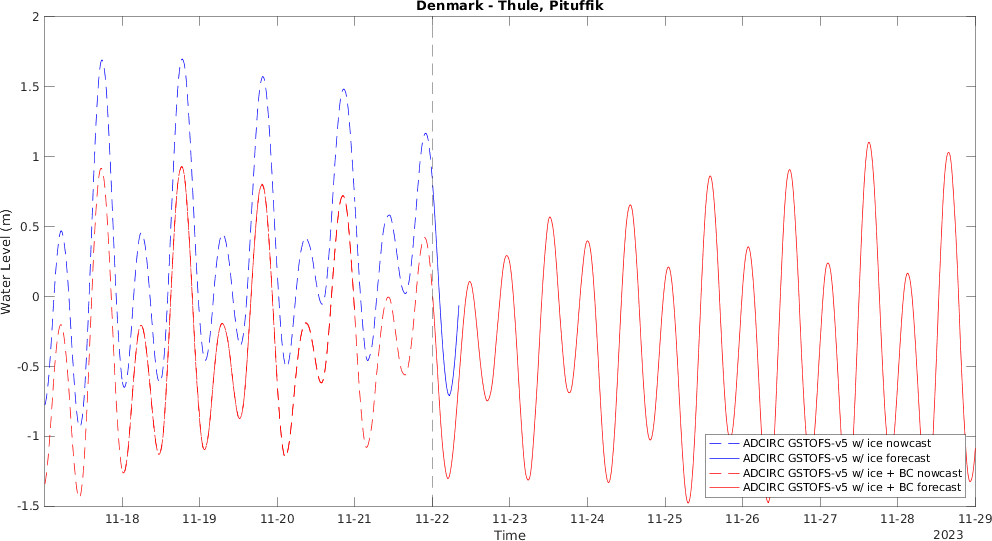 Denmark - Thule, Pituffik
Water Level (m)
2
1.5
1
0.5
0
-0.5
-1
-1.5
ADCIRC GSTOFS-v5 w/ ice nowcast
ADCIRC GSTOFS-v5 w/ ice forecast
ADCIRC GSTOFS-v5 w/ ice + BC nowcast
ADCIRC GSTOFS-v5 w/ ice + BC forecast
11-18 11-19 11-20 11-21 11-22 11-23 11-24 11-25 11-26 11-27 11-28 11-29
Time
2023